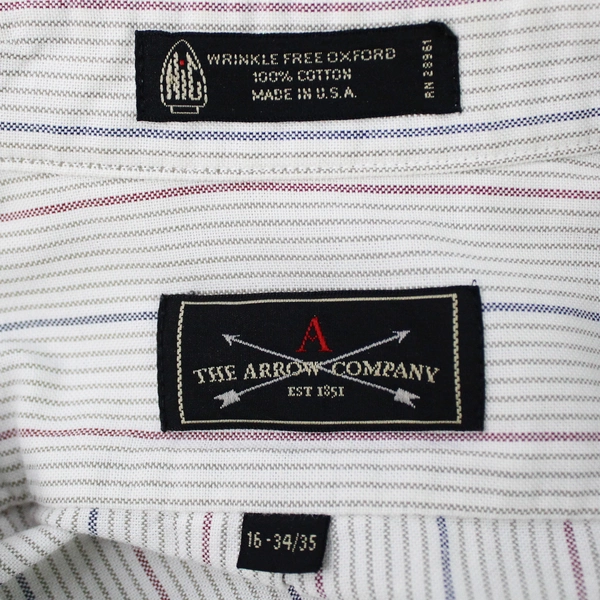 WRINKLE FREE OXFORD
100% COTTON
MADE IN U.S.A.
RN 28961
A
THE ARROW COMPANY
EST 1851
16-34/35